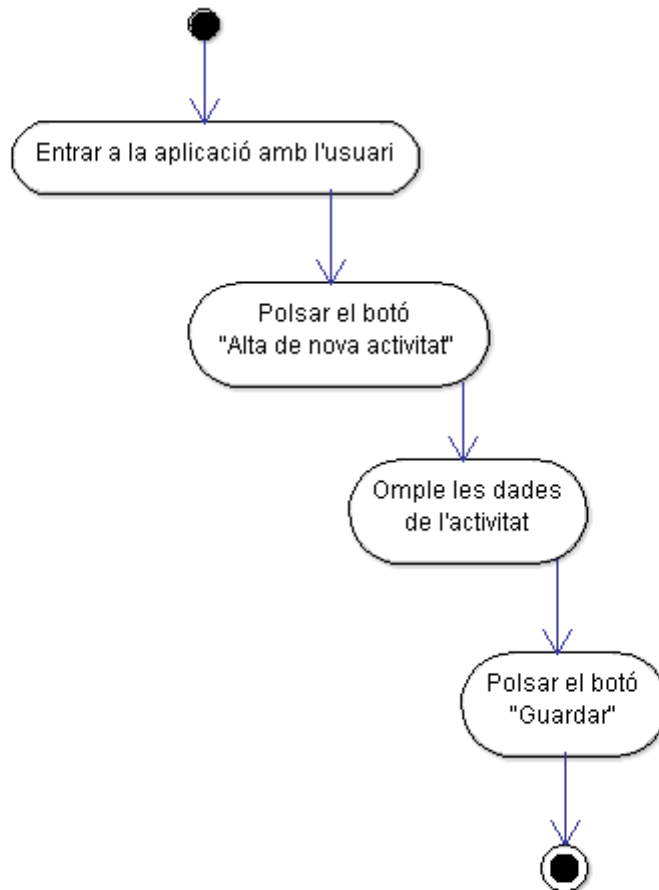 Entrar a la aplicació amb l'usuari
Polsar el botó
"Alta de nova activitat"
Omple les dades
de l'activitat
Polsar el botó
"Guardar"